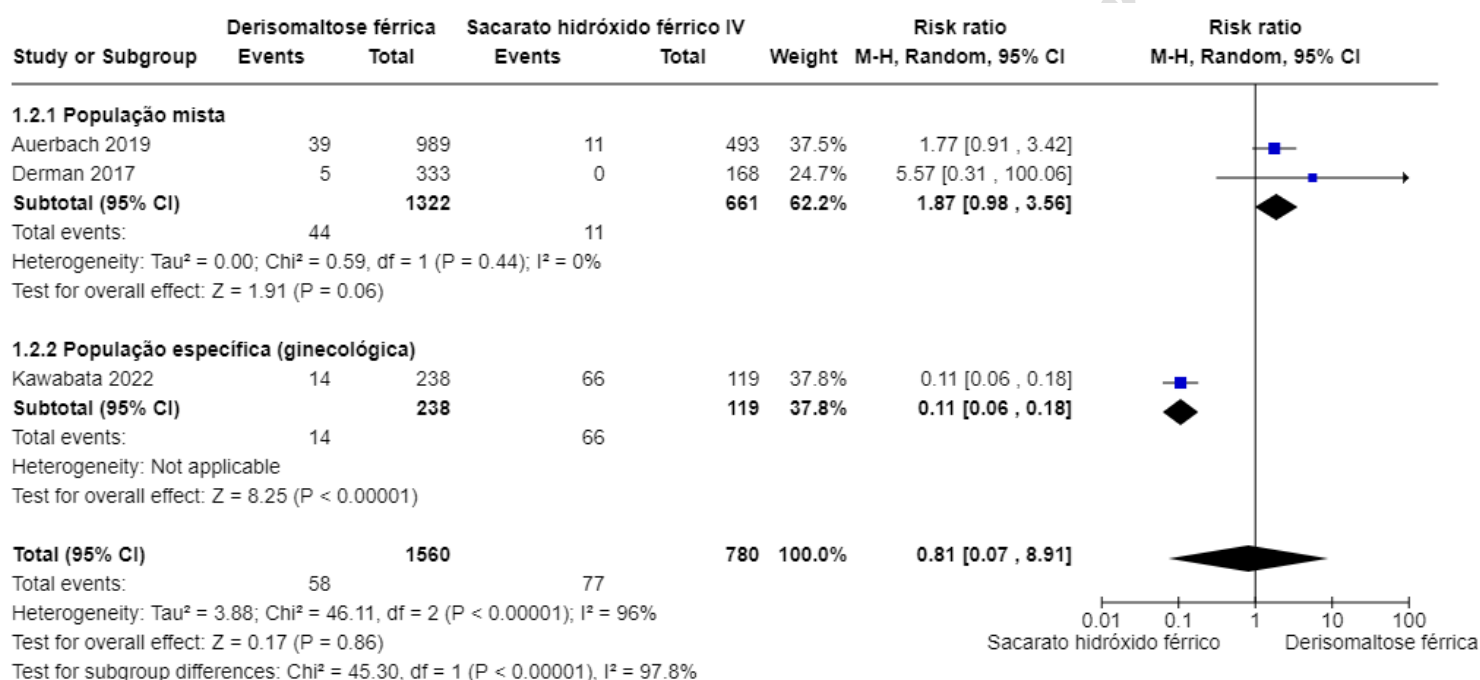 Derisomaltose férrica Sacarato hidróxido férrico IV Risk ratio Risk ratio
Study or Subgroup Events Total Events Total Weight M-H, Random, 95% CI M-H, Random, 95% CI
1.2.1 População mista
Auerbach 2019 39 989 11 493 37.5% 1.77 [0.91 , 3.42]
Derman 2017 5 333 0 168 24.7% 5.57 [0.31 , 100.06]
Subtotal (95% CI) 1322 661 62.2% 1.87 [0.98 , 3.56]
Total events: 44 11
Heterogeneity: Tau² = 0.00; Chi² = 0.59, df = 1 (P = 0.44); I² = 0%
Test for overall effect: Z = 1.91 (P = 0.06)
1.2.2 População específica (ginecológica)
Kawabata 2022 14 238 66 119 37.8% 0.11 [0.06 , 0.18]
Subtotal (95% CI) 238 119 37.8% 0.11 [0.06 , 0.18]
Total events: 14 66
Heterogeneity: Not applicable
Test for overall effect: Z = 8.25 (P < 0.00001)
Total (95% CI) 1560 780 100.0% 0.81 [0.07 , 8.91]
Total events: 58 77
Heterogeneity: Tau² = 3.88; Chi² = 46.11, df = 2 (P < 0.00001); I² = 96%
Test for overall effect: Z = 0.17 (P = 0.86)
Test for subgroup differences: Chi² = 45.30, df = 1 (P < 0.00001), I² = 97.8%
0.01 0.1 1 10 100
Sacarato hidróxido férrico Derisomaltose férrica